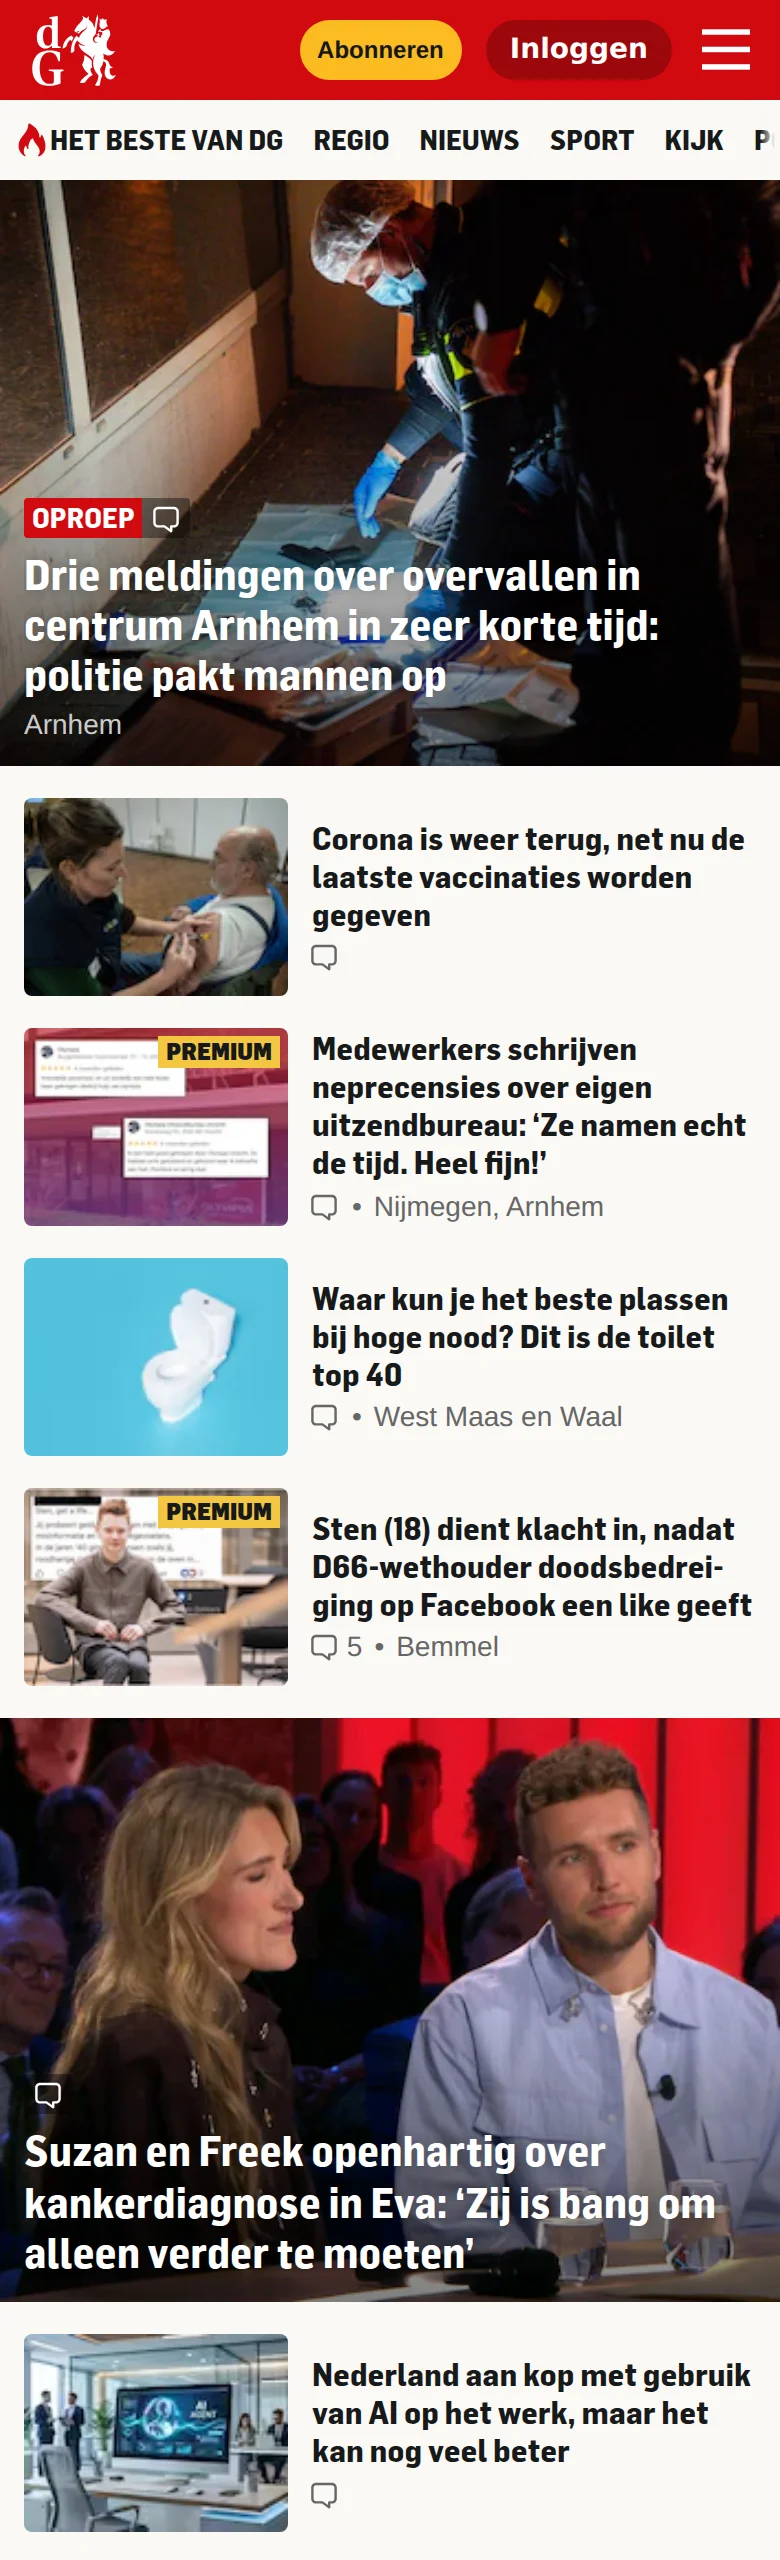 dG
Abonneren
Inloggen
HET BESTE VAN DG REGIO NIEUWS SPORT KIJK
OPROEP
Drie meldingen over overvallen in
centrum Arnhem in zeer korte tijd:
politie pakt mannen op
Arnhem
Corona is weer terug, net nu de
laatste vaccinaties worden
gegeven
PREMIUM
Medewerkers schrijven
neprecensies over eigen
uitzendbureau: ‘Ze namen echt
de tijd. Heel fijn!’
• Nijmegen, Arnhem
Waar kun je het beste plassen
bij hoge nood? Dit is de toilet
top 40
• West Maas en Waal
PREMIUM
Sten (18) dient klacht in, nadat
D66-wethouder doodsbedrei-
ging op Facebook een like geeft
5 • Bemmel
Suzan en Freek openhartig over
kankerdiagnose in Eva: ‘Zij is bang om
alleen verder te moeten’
AI
AGENT
Nederland aan kop met gebruik
van AI op het werk, maar het
kan nog veel beter